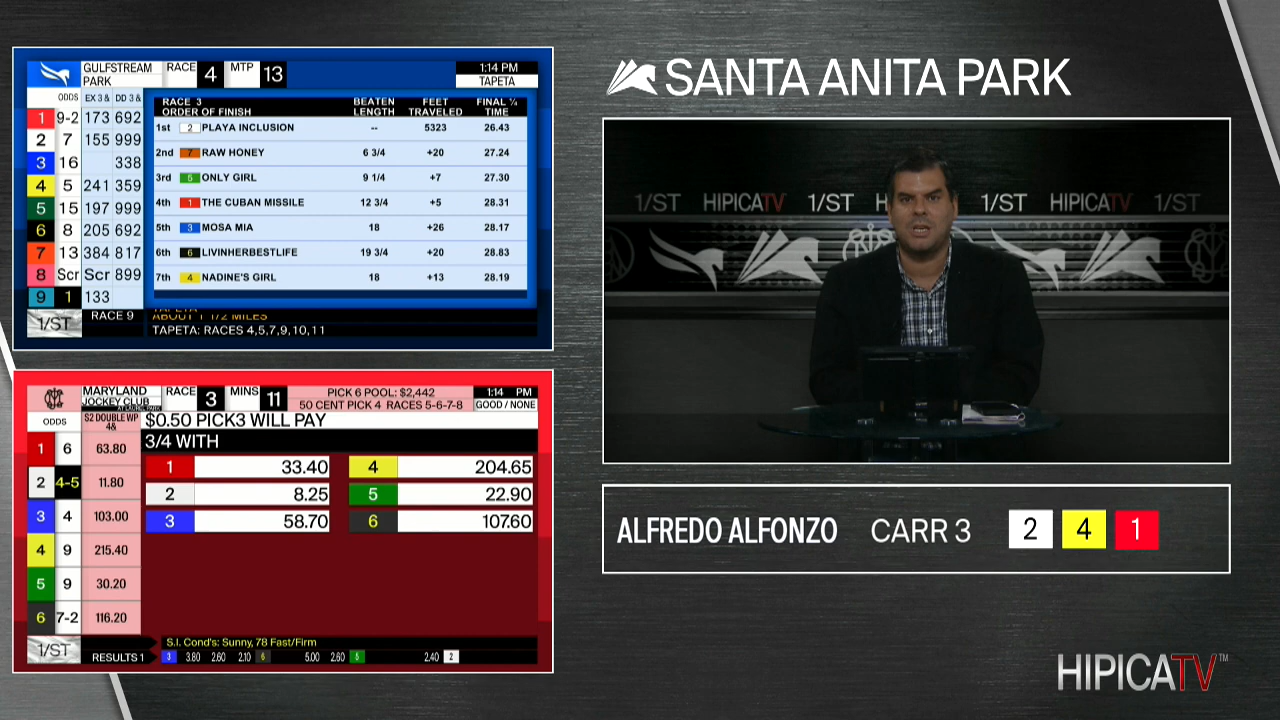 GULFSTREAM PARK RACE 4 MTP 13 1:14 PM TAPETA
ODDS EX 3 & DD 3 &
1 9-2 173 692
2 7 155 999
3 16 338
4 5 241 359
5 15 197 999
6 8 205 692
7 13 384 817
8 Scr Scr 899
9 1 133
RACE 3 ORDER OF FINISH BEATEN LENGTH FEET TRAVELED FINAL ¼ TIME
1st 2 PLAYA INCLUSION -- 5323 26.43
2nd 7 RAW HONEY 6 3/4 +20 27.24
3rd 5 ONLY GIRL 9 1/4 +7 27.30
4th 1 THE CUBAN MISSILE 12 3/4 +5 28.31
5th 3 MOSA MIA 18 +26 28.17
6th 6 LIVINHERBESTLIFE 19 3/4 +20 28.83
7th 4 NADINE'S GIRL 18 +13 28.19
1/ST RACE 9 ABOUT 1 1/2 MILES
TAPETA: RACES 4,5,7,9,10,11
MARYLAND JOCKEY CLUB AT LAUREL PARK RACE 3 MINS 11 PICK 6 POOL: $2,442 1:14 PM
50 CENT PICK 4 RACES 5-6-7-8 GOOD / NONE
ODDS $2 DOUBLE WP 4&
1 6 63.80
2 4-5 11.80
3 4 103.00
4 9 215.40
5 9 30.20
6 7-2 116.20
$0.50 PICK3 WILL PAY
3/4 WITH
1 33.40 4 204.65
2 8.25 5 22.90
3 58.70 6 107.60
S.I. Cond's: Sunny, 78 Fast/Firm
1/ST RESULTS 1 3 3.80 2.60 2.10 6 5.00 2.60 5 2.40 2
SANTA ANITA PARK
1/ST HIPICATV 1/ST H 1/ST HIPICATV 1/ST
ALFREDO ALFONZO CARR 3 2 4 1
HIPICATV™